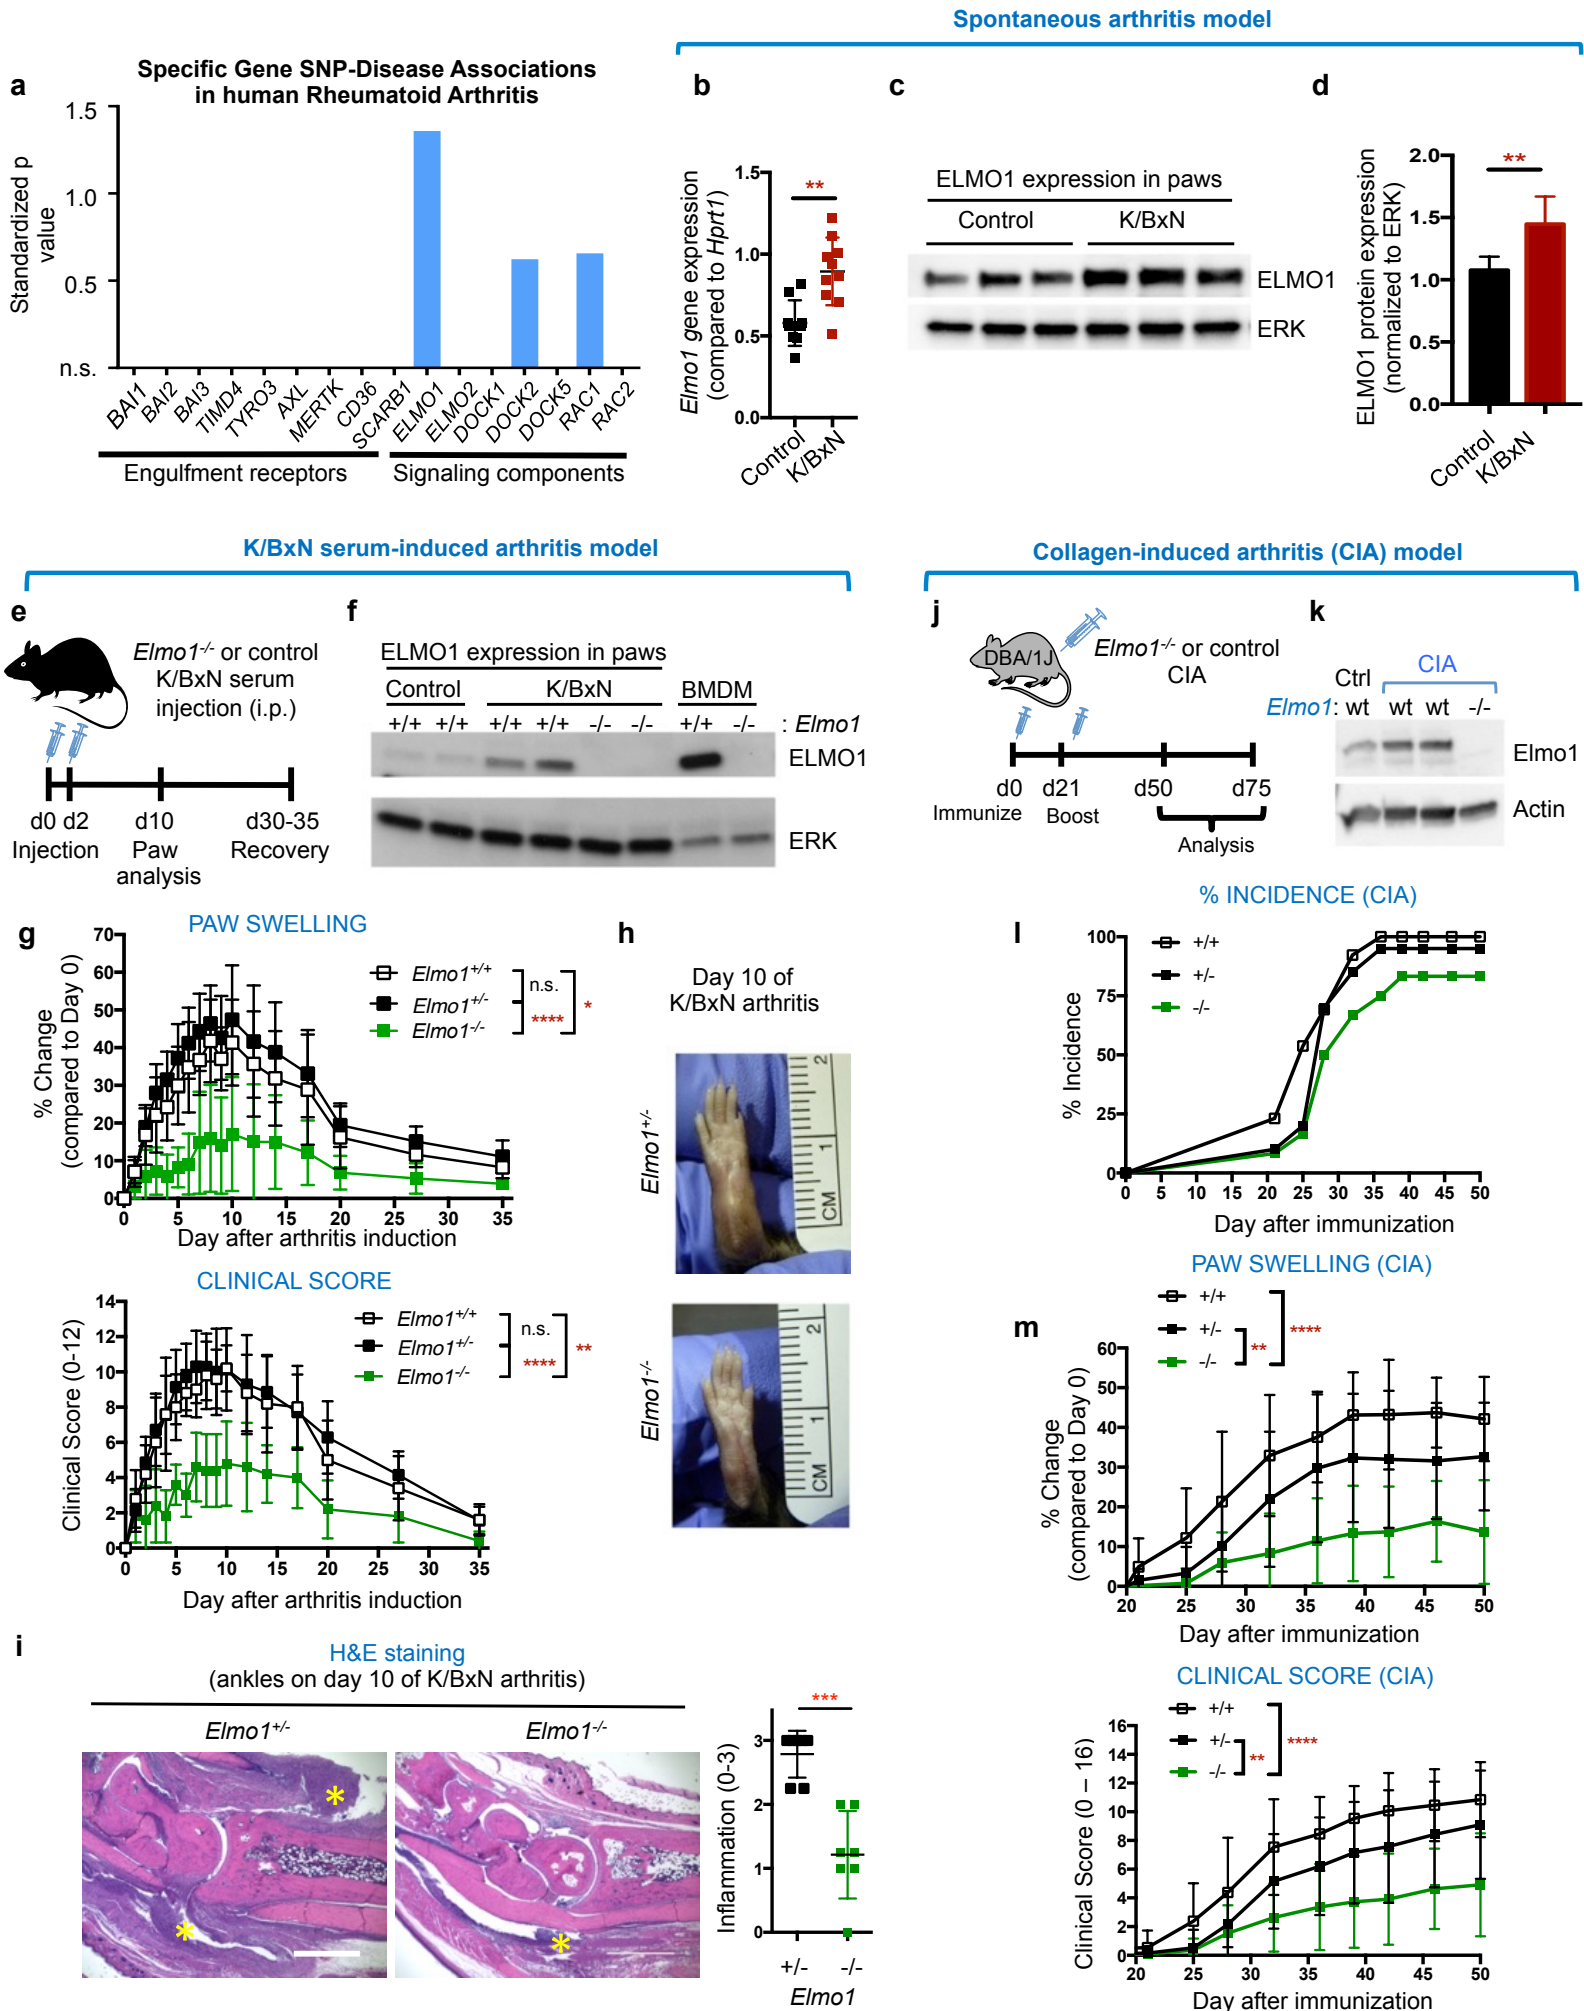 Spontaneous arthritis model
a
Specific Gene SNP-Disease Associations
in human Rheumatoid Arthritis
Standardized p
value
1.5
1.0
0.5
n.s.
BAI1 BAI2 BAI3 TIMD4 TYRO3 AXL MERTK CD36 SCARB1 ELMO1 ELMO2 DOCK1 DOCK2 DOCK5 RAC1 RAC2
Engulfment receptors Signaling components
b
Elmo1 gene expression
(compared to Hprt1)
1.5
1.0
0.5
0.0
**
Control K/BxN
c
ELMO1 expression in paws
Control K/BxN
ELMO1
ERK
d
ELMO1 protein expression
(normalized to ERK)
2.0
1.5
1.0
0.5
0.0
**
Control K/BxN
K/BxN serum-induced arthritis model
e
Elmo1-/- or control
K/BxN serum
injection (i.p.)
d0 d2 d10 d30-35
Injection Paw Recovery
analysis
f
ELMO1 expression in paws
Control K/BxN BMDM
+/+ +/+ +/+ +/+ -/- -/- +/+ -/- : Elmo1
ELMO1
ERK
g
PAW SWELLING
% Change
(compared to Day 0)
70
60
50
40
30
20
10
0
0 5 10 15 20 25 30 35
Day after arthritis induction
Elmo1+/+
Elmo1+/-
Elmo1-/-
n.s.
****
*
CLINICAL SCORE
Clinical Score (0-12)
14
12
10
8
6
4
2
0
0 5 10 15 20 25 30 35
Day after arthritis induction
Elmo1+/+
Elmo1+/-
Elmo1-/-
n.s.
****
**
h
Day 10 of
K/BxN arthritis
Elmo1+/-
2
1
CM
Elmo1-/-
2
1
CM
i
H&E staining
(ankles on day 10 of K/BxN arthritis)
Elmo1+/- Elmo1-/-
*
*
*
Inflammation (0-3)
3
2
1
0
***
+/- -/-
Elmo1
Collagen-induced arthritis (CIA) model
j
DBA/1J
Elmo1-/- or control
CIA
d0 d21 d50 d75
Immunize Boost
Analysis
k
Ctrl CIA
Elmo1: wt wt wt -/-
Elmo1
Actin
l
% INCIDENCE (CIA)
% Incidence
100
75
50
25
0
0 5 10 15 20 25 30 35 40 45 50
Day after immunization
+/+
+/-
-/-
m
PAW SWELLING (CIA)
+/+
+/-
-/-
**
****
% Change
(compared to Day 0)
60
50
40
30
20
10
0
20 25 30 35 40 45 50
Day after immunization
CLINICAL SCORE (CIA)
+/+
+/-
-/-
**
****
Clinical Score (0 – 16)
16
14
12
10
8
6
4
2
0
20 25 30 35 40 45 50
Day after immunization